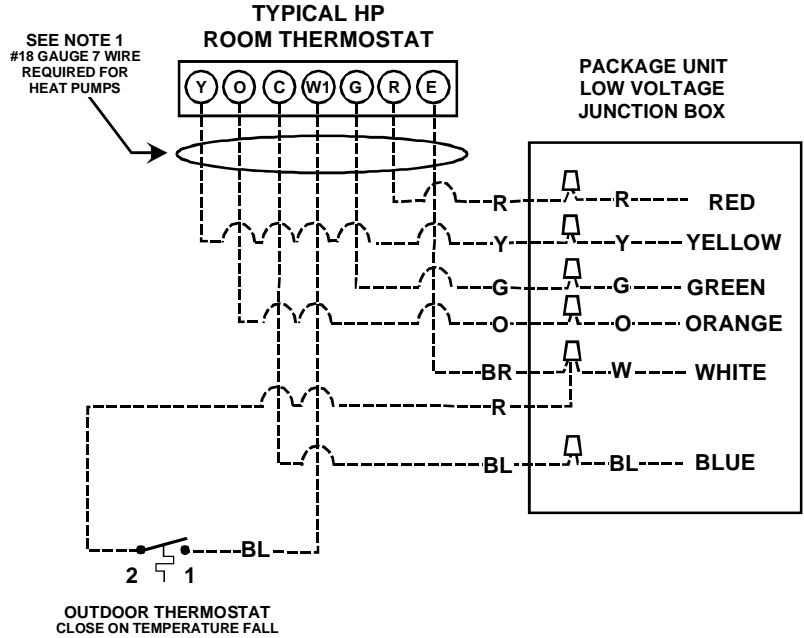 TYPICAL HP
ROOM THERMOSTAT
SEE NOTE 1
#18 GAUGE 7 WIRE
REQUIRED FOR
HEAT PUMPS
Y O C W1 G R E
PACKAGE UNIT
LOW VOLTAGE
JUNCTION BOX
R R RED
Y Y YELLOW
G G GREEN
O O ORANGE
BR W WHITE
R
BL BL BLUE
BL
2 1
OUTDOOR THERMOSTAT
CLOSE ON TEMPERATURE FALL